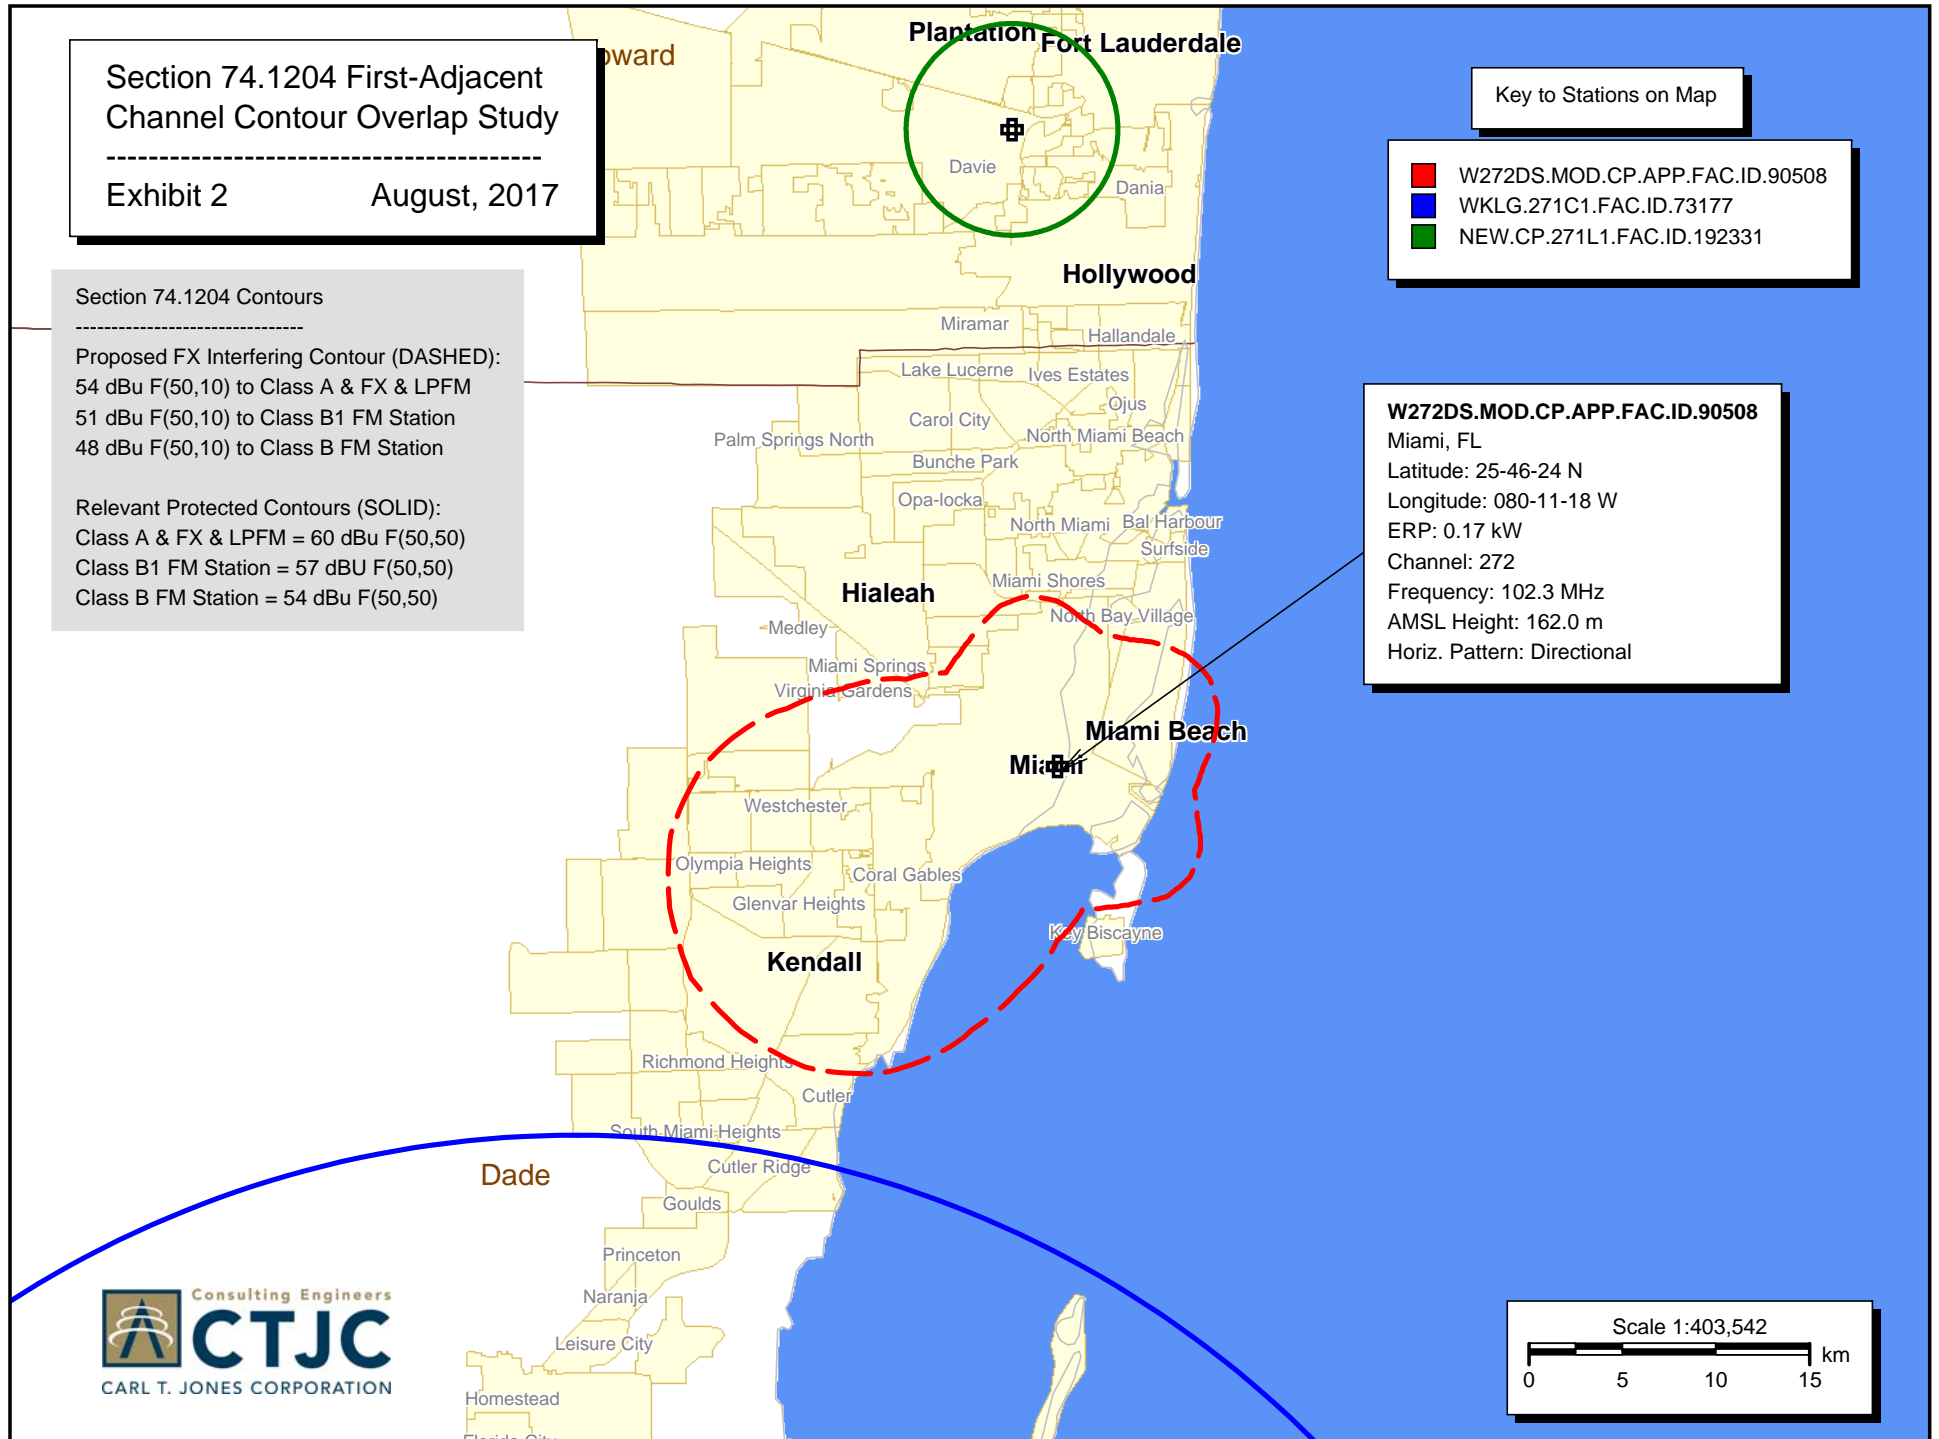 Section 74.1204 First-Adjacent
Channel Contour Overlap Study
-----------------------------------------
Exhibit 2 August, 2017
Section 74.1204 Contours
--------------------------------
Proposed FX Interfering Contour (DASHED):
54 dBu F(50,10) to Class A & FX & LPFM
51 dBu F(50,10) to Class B1 FM Station
48 dBu F(50,10) to Class B FM Station
Relevant Protected Contours (SOLID):
Class A & FX & LPFM = 60 dBu F(50,50)
Class B1 FM Station = 57 dBU F(50,50)
Class B FM Station = 54 dBu F(50,50)
Key to Stations on Map
W272DS.MOD.CP.APP.FAC.ID.90508
WKLG.271C1.FAC.ID.73177
NEW.CP.271L1.FAC.ID.192331
W272DS.MOD.CP.APP.FAC.ID.90508
Miami, FL
Latitude: 25-46-24 N
Longitude: 080-11-18 W
ERP: 0.17 kW
Channel: 272
Frequency: 102.3 MHz
AMSL Height: 162.0 m
Horiz. Pattern: Directional
Plantation
Fort Lauderdale
Davie
Dania
Hollywood
Miramar
Hallandale
Lake Lucerne
Ives Estates
Ojus
Carol City
Palm Springs North
North Miami Beach
Bunche Park
Opa-locka
North Miami
Bal Harbour
Surfside
Miami Shores
Hialeah
North Bay Village
Medley
Miami Springs
Virginia Gardens
Miami Beach
Miami
Westchester
Olympia Heights
Coral Gables
Glenvar Heights
Key Biscayne
Kendall
Richmond Heights
Cutler
South Miami Heights
Cutler Ridge
Dade
Goulds
Princeton
Naranja
Leisure City
Homestead
Consulting Engineers
CTJC
CARL T. JONES CORPORATION
Scale 1:403,542
km
0 5 10 15